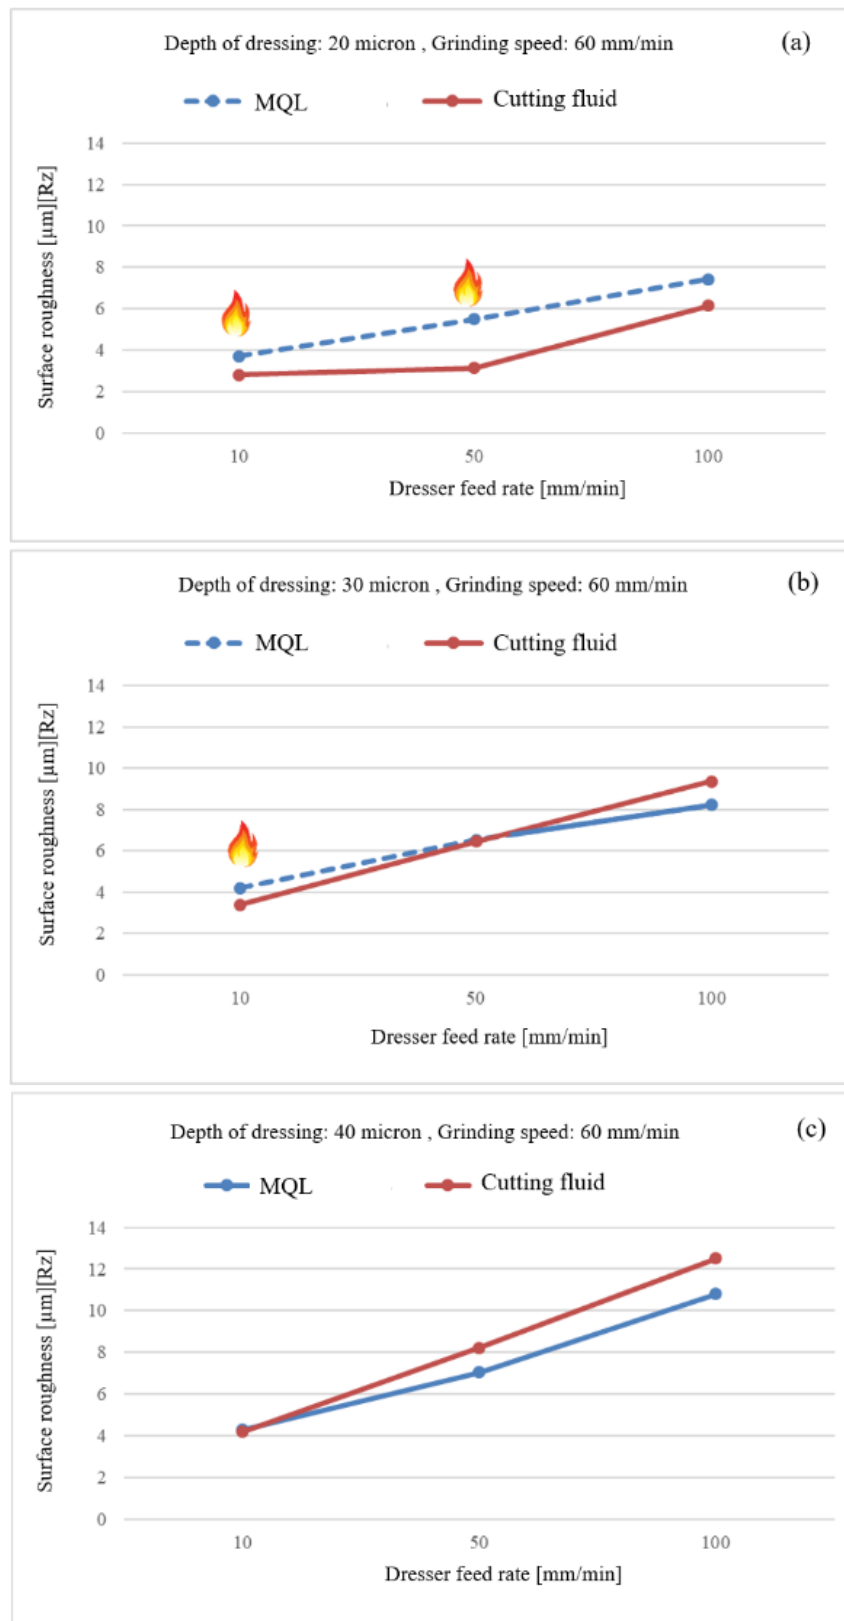 Depth of dressing: 20 micron , Grinding speed: 60 mm/min
(a)
MQL
Cutting fluid
Surface roughness [µm][Rz]
14
12
10
8
6
4
2
0
10 50 100
Dresser feed rate [mm/min]
Depth of dressing: 30 micron , Grinding speed: 60 mm/min
(b)
MQL
Cutting fluid
Surface roughness [µm][Rz]
14
12
10
8
6
4
2
0
10 50 100
Dresser feed rate [mm/min]
Depth of dressing: 40 micron , Grinding speed: 60 mm/min
(c)
MQL
Cutting fluid
Surface roughness [µm][Rz]
14
12
10
8
6
4
2
0
10 50 100
Dresser feed rate [mm/min]